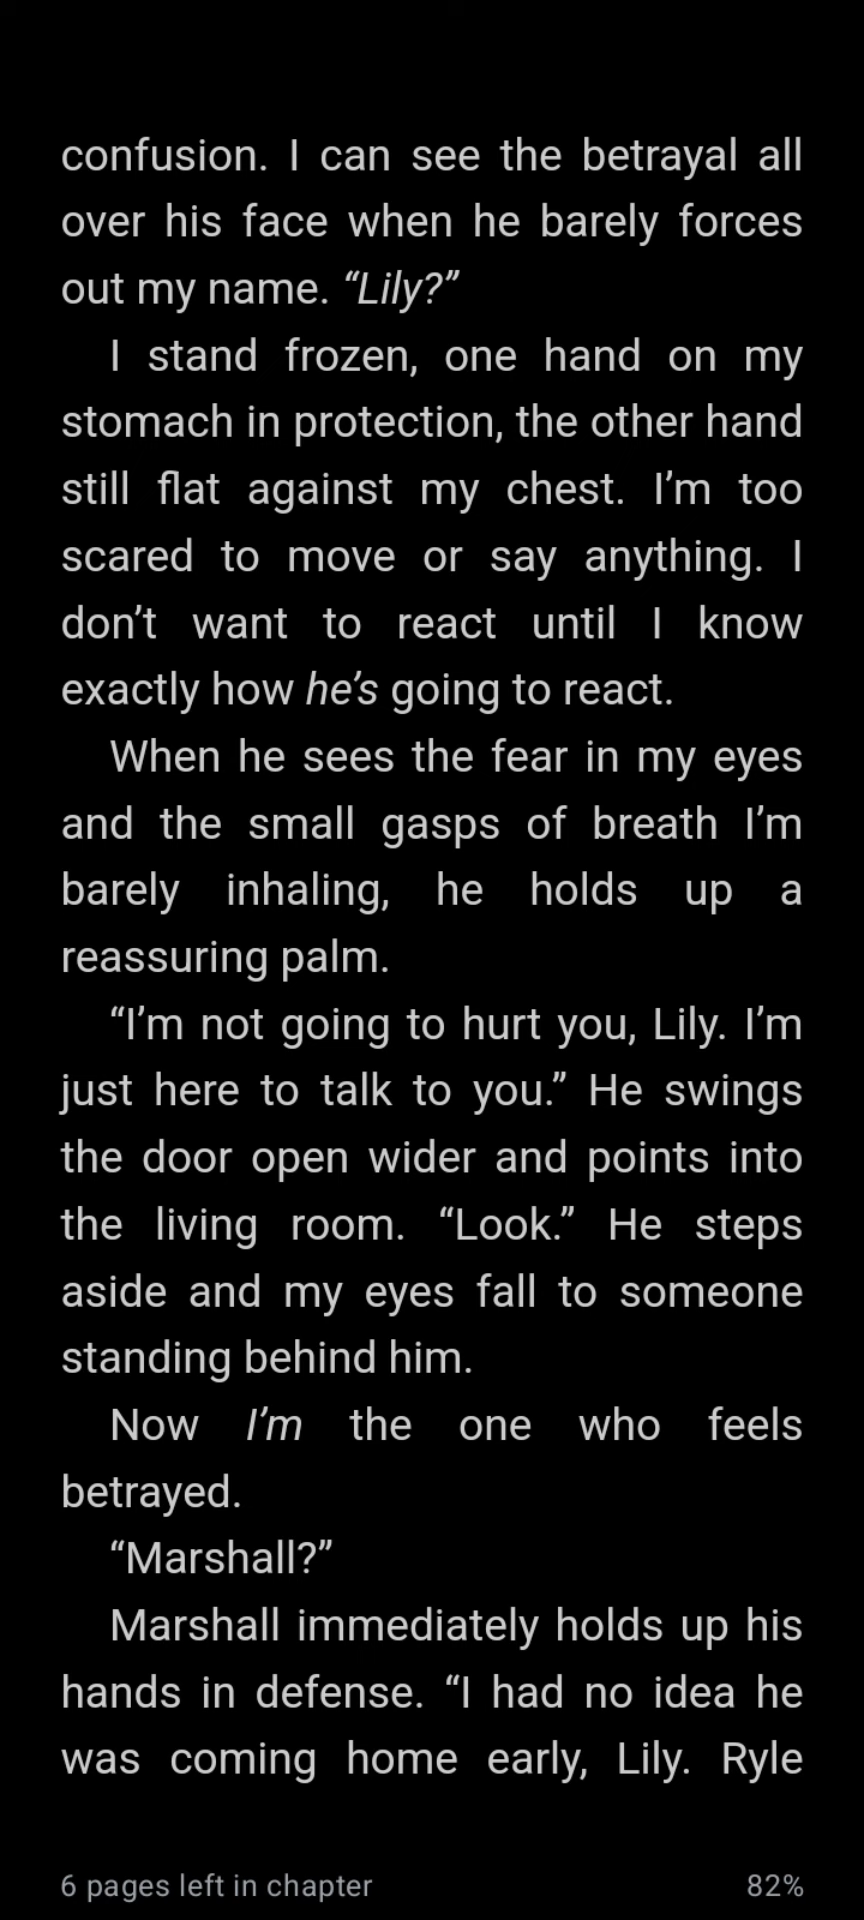 confusion. I can see the betrayal all
over his face when he barely forces
out my name. “Lily?”
I stand frozen, one hand on my
stomach in protection, the other hand
still flat against my chest. I’m too
scared to move or say anything. I
don’t want to react until I know
exactly how he’s going to react.
When he sees the fear in my eyes
and the small gasps of breath I’m
barely inhaling, he holds up a
reassuring palm.
“I’m not going to hurt you, Lily. I’m
just here to talk to you.” He swings
the door open wider and points into
the living room. “Look.” He steps
aside and my eyes fall to someone
standing behind him.
Now I’m the one who feels
betrayed.
“Marshall?”
Marshall immediately holds up his
hands in defense. “I had no idea he
was coming home early, Lily. Ryle
6 pages left in chapter
82%